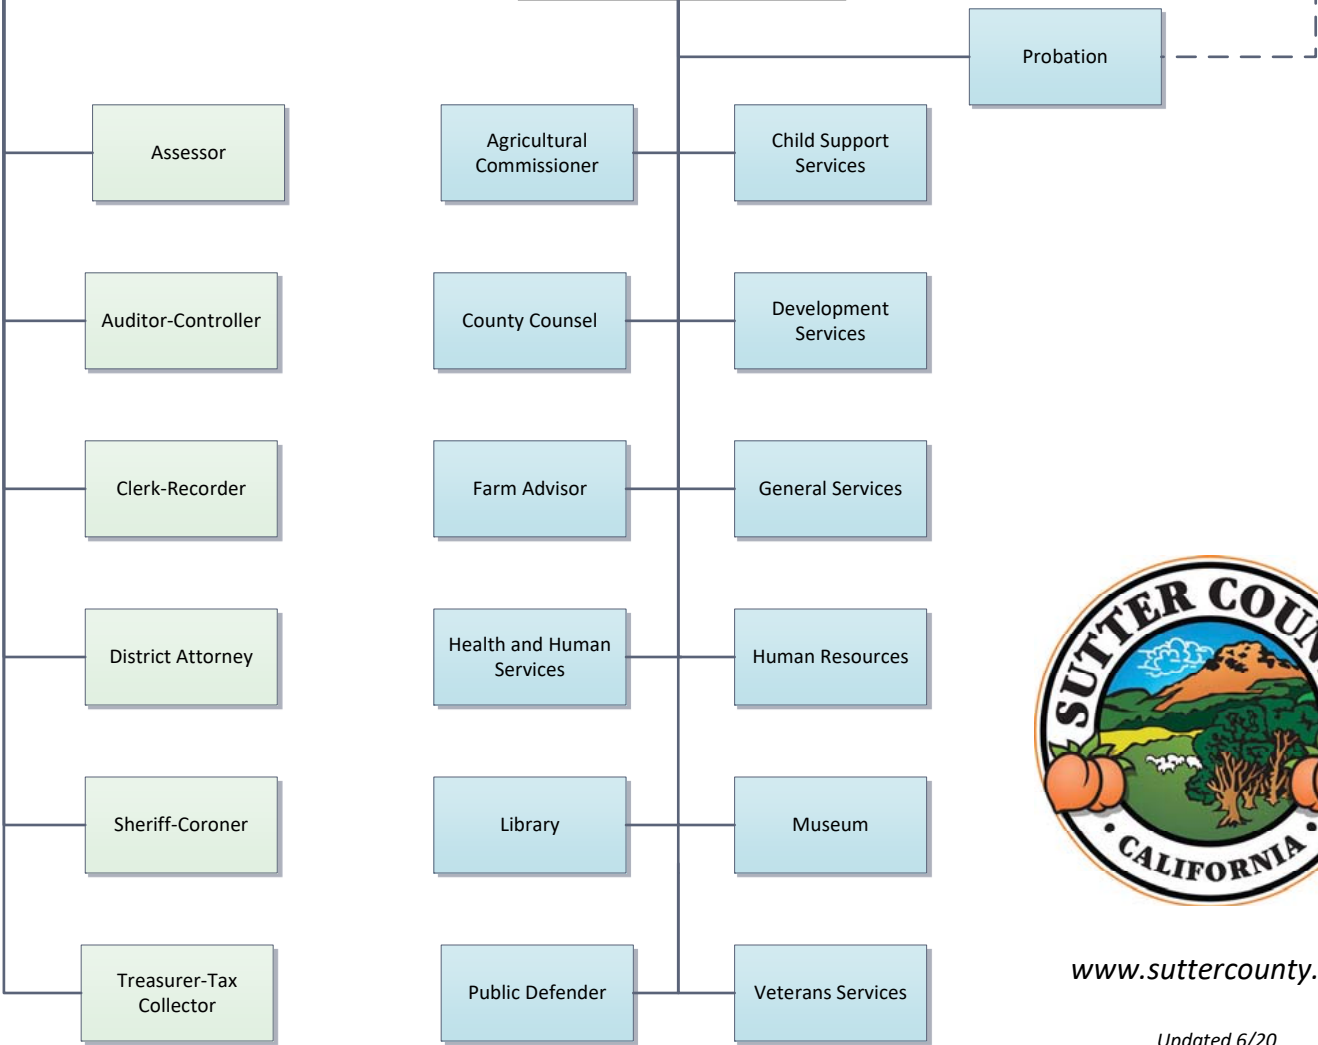 Probation
Assessor
Agricultural
Commissioner
Child Support
Services
Auditor-Controller
County Counsel
Development
Services
Clerk-Recorder
Farm Advisor
General Services
District Attorney
Health and Human
Services
Human Resources
Sheriff-Coroner
Library
Museum
Treasurer-Tax
Collector
Public Defender
Veterans Services
SUTTER COUN
CALIFORNIA
www.suttercounty.
Updated 6/20